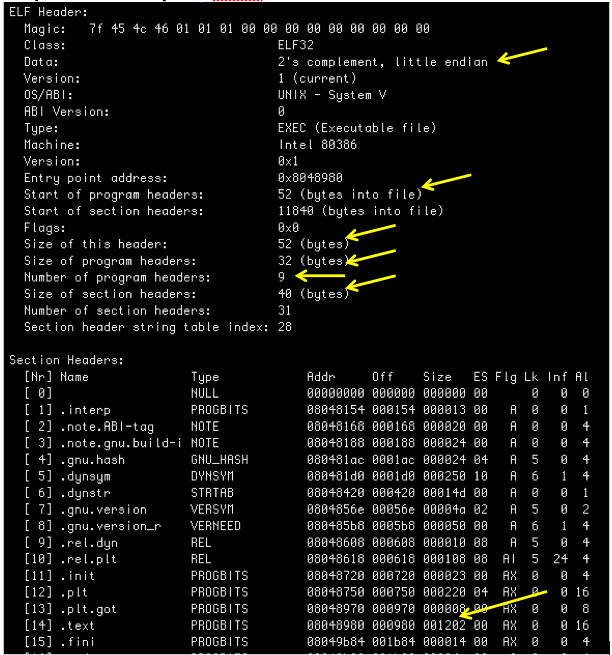 ELF Header:
Magic: 7f 45 4c 46 01 01 01 00 00 00 00 00 00 00 00 00
Class: ELF32
Data: 2's complement, little endian
Version: 1 (current)
OS/ABI: UNIX - System V
ABI Version: 0
Type: EXEC (Executable file)
Machine: Intel 80386
Version: 0x1
Entry point address: 0x8048980
Start of program headers: 52 (bytes into file)
Start of section headers: 11840 (bytes into file)
Flags: 0x0
Size of this header: 52 (bytes)
Size of program headers: 32 (bytes)
Number of program headers: 9
Size of section headers: 40 (bytes)
Number of section headers: 31
Section header string table index: 28
Section Headers:
[Nr] Name Type Addr Off Size ES Flg Lk Inf Al
[ 0] NULL 00000000 000000 000000 00 0 0 0
[ 1] .interp PROGBITS 08048154 000154 000013 00 A 0 0 1
[ 2] .note.ABI-tag NOTE 08048168 000168 000020 00 A 0 0 4
[ 3] .note.gnu.build-i NOTE 08048188 000188 000024 00 A 0 0 4
[ 4] .gnu.hash GNU_HASH 080481ac 0001ac 000024 04 A 5 0 4
[ 5] .dynsym DYNSYM 080481d0 0001d0 000250 10 A 6 1 4
[ 6] .dynstr STRTAB 08048420 000420 00014d 00 A 0 0 1
[ 7] .gnu.version VERSYM 0804856e 00056e 00004a 02 A 5 0 2
[ 8] .gnu.version_r VERNEED 080485b8 0005b8 000050 00 A 6 1 4
[ 9] .rel.dyn REL 08048608 000608 000010 08 A 5 0 4
[10] .rel.plt REL 08048618 000618 000108 08 AI 5 24 4
[11] .init PROGBITS 08048720 000720 000023 00 AX 0 0 4
[12] .plt PROGBITS 08048750 000750 000220 04 AX 0 0 16
[13] .plt.got PROGBITS 08048970 000970 000008 00 AX 0 0 8
[14] .text PROGBITS 08048980 000980 001202 00 AX 0 0 16
[15] .fini PROGBITS 08049b84 001b84 000014 00 AX 0 0 4